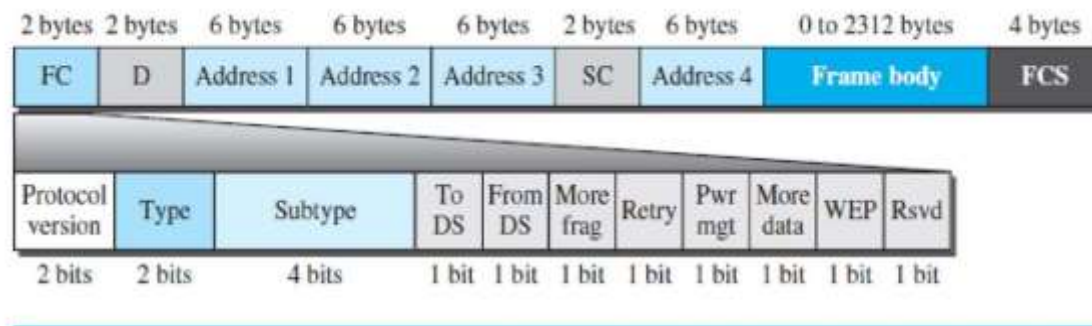 2 bytes 2 bytes 6 bytes 6 bytes 6 bytes 2 bytes 6 bytes 0 to 2312 bytes 4 bytes
FC D Address 1 Address 2 Address 3 SC Address 4 Frame body FCS
Protocol version Type Subtype To DS From DS More frag Retry Pwr mgt More data WEP Rsvd
2 bits 2 bits 4 bits 1 bit 1 bit 1 bit 1 bit 1 bit 1 bit 1 bit 1 bit